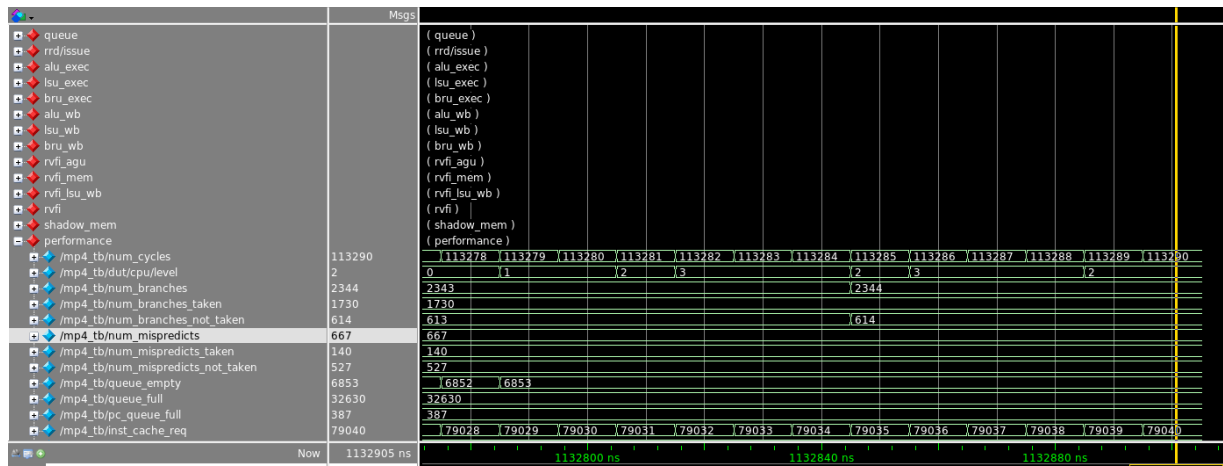 Msgs
queue ( queue )
rrd/issue ( rrd/issue )
alu_exec ( alu_exec )
lsu_exec ( lsu_exec )
bru_exec ( bru_exec )
alu_wb ( alu_wb )
lsu_wb ( lsu_wb )
bru_wb ( bru_wb )
rvfi_agu ( rvfi_agu )
rvfi_mem ( rvfi_mem )
rvfi_lsu_wb ( rvfi_lsu_wb )
rvfi ( rvfi )
shadow_mem ( shadow_mem )
performance ( performance )
/mp4_tb/num_cycles 113290 113278 113279 113280 113281 113282 113283 113284 113285 113286 113287 113288 113289 113290
/mp4_tb/dut/cpu/level 2 0 1 2 3 2 3 2
/mp4_tb/num_branches 2344 2343 2344
/mp4_tb/num_branches_taken 1730 1730
/mp4_tb/num_branches_not_taken 614 613 614
/mp4_tb/num_mispredicts 667 667
/mp4_tb/num_mispredicts_taken 140 140
/mp4_tb/num_mispredicts_not_taken 527 527
/mp4_tb/queue_empty 6853 6852 6853
/mp4_tb/queue_full 32630 32630
/mp4_tb/pc_queue_full 387 387
/mp4_tb/inst_cache_req 79040 79028 79029 79030 79031 79032 79033 79034 79035 79036 79037 79038 79039 79040
Now 1132905 ns 1132800 ns 1132840 ns 1132880 ns